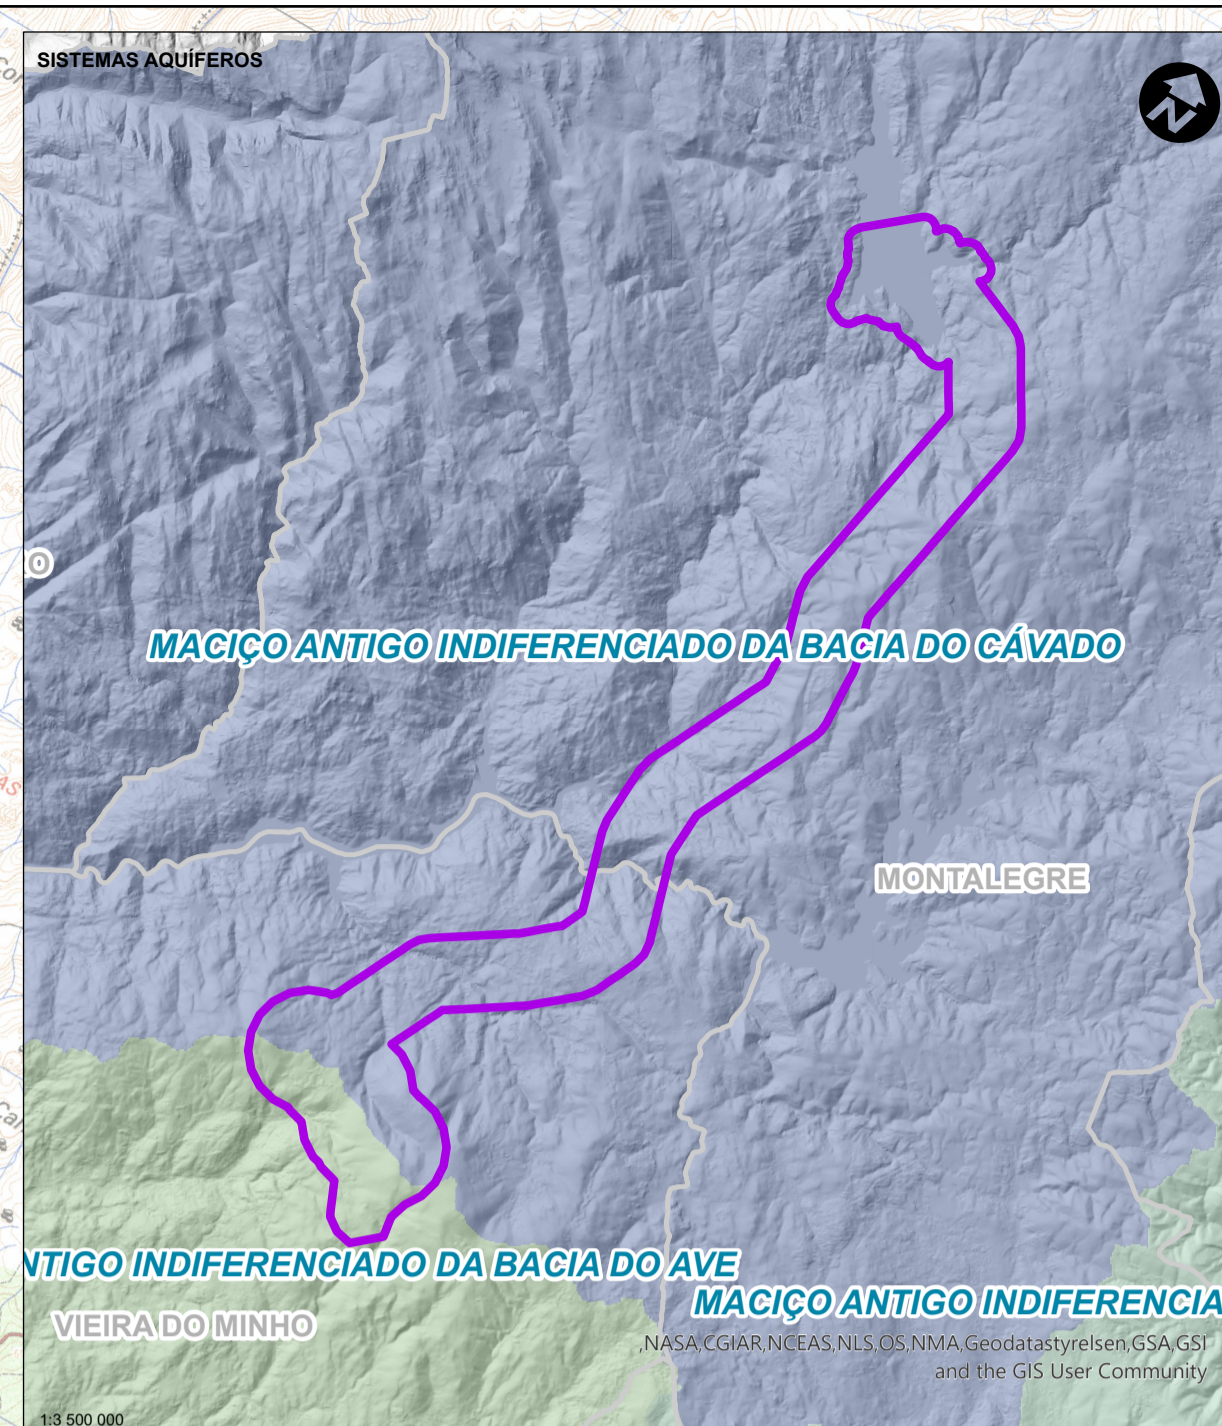 SISTEMAS AQUÍFEROS
N
O
MACIÇO ANTIGO INDIFERENCIADO DA BACIA DO CÁVADO
MONTALEGRE
NTIGO INDIFERENCIADO DA BACIA DO AVE
MACIÇO ANTIGO INDIFERENCIA
VIEIRA DO MINHO
,NASA,CGIAR,NCEAS,NLS,OS,NMA,Geodatastyrelsen,GSA,GSI
and the GIS User Community
1:3 500 000